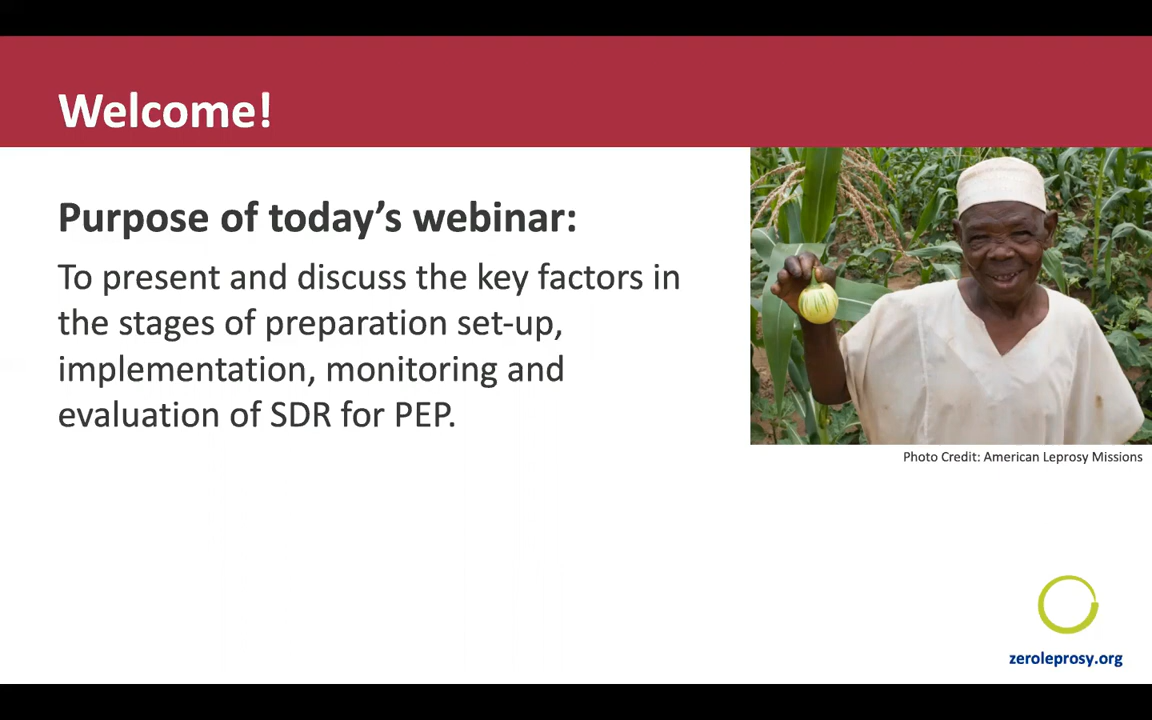 Welcome!
Purpose of today’s webinar:
To present and discuss the key factors in
the stages of preparation set-up,
implementation, monitoring and
evaluation of SDR for PEP.
Photo Credit: American Leprosy Missions
zeroleprosy.org